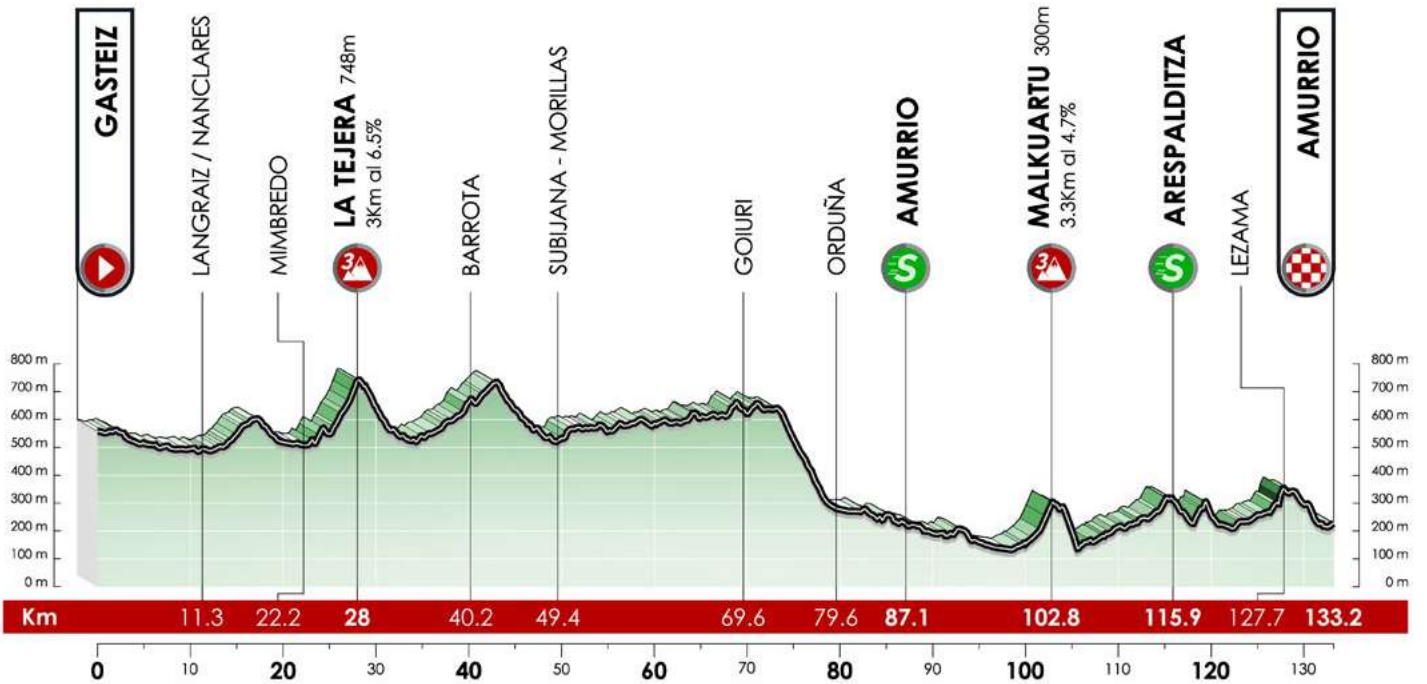 GASTEIZ
LANGRAIZ / NANCLARES
MIMBREDO
LA TEJERA 748m
3Km al 6.5%
BARROTA
SUBIJANA - MORILLAS
GOIURI
ORDUÑA
AMURRIO
MALKUARTU 300m
3.3Km al 4.7%
ARESPALDITZA
LEZAMA
AMURRIO
3
S
3
S
800 m
700 m
600 m
500 m
400 m
300 m
200 m
100 m
0 m
800 m
700 m
600 m
500 m
400 m
300 m
200 m
100 m
0 m
Km 11.3 22.2 28 40.2 49.4 69.6 79.6 87.1 102.8 115.9 127.7 133.2
0 10 20 30 40 50 60 70 80 90 100 110 120 130